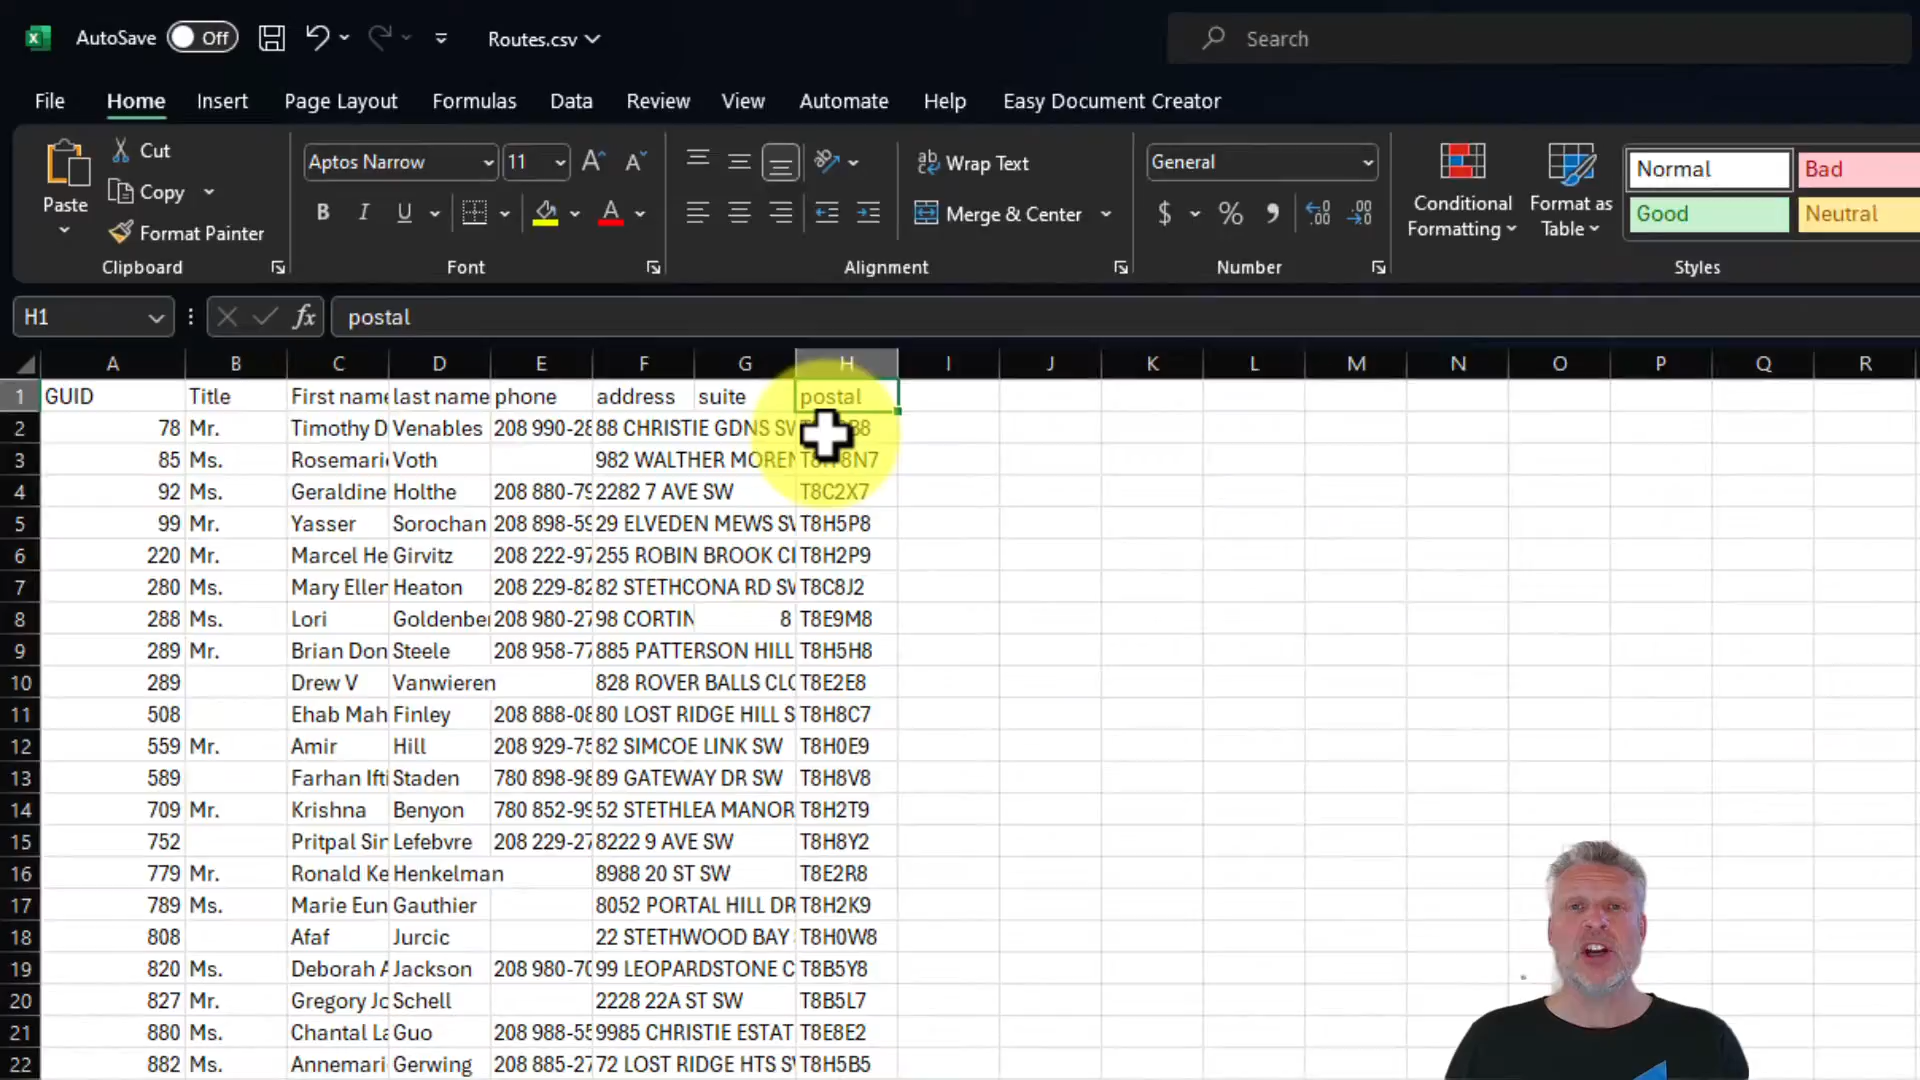 AutoSave Off Routes.csv Search
File Home Insert Page Layout Formulas Data Review View Automate Help Easy Document Creator
Paste Cut Copy Format Painter
Aptos Narrow 11
B I U A
ab Wrap Text
Merge & Center
General
$ % 9 .00
Conditional Formatting
Format as Table
Normal Bad
Good Neutral
Clipboard Font Alignment Number Styles
H1 fx postal
A B C D E F G H I J K L M N O P Q R
1 GUID Title First name last name phone address suite postal
2 78 Mr. Timothy D Venables 208 990-28 88 CHRISTIE GDNS SW
3 85 Ms. Rosemari Voth 982 WALTHER MOREN
4 92 Ms. Geraldine Holthe 208 880-79 2282 7 AVE SW T8C2X7
5 99 Mr. Yasser Sorochan 208 898-59 29 ELVEDEN MEWS SW T8H5P8
6 220 Mr. Marcel He Girvitz 208 222-97 255 ROBIN BROOK CI T8H2P9
7 280 Ms. Mary Ellen Heaton 208 229-82 82 STETHCONA RD SW T8C8J2
8 288 Ms. Lori Goldenber 208 980-27 98 CORTIN 8 T8E9M8
9 289 Mr. Brian Don Steele 208 958-77 885 PATTERSON HILL T8H5H8
10 289 Drew V Vanwieren 828 ROVER BALLS CLO T8E2E8
11 508 Ehab Mah Finley 208 888-08 80 LOST RIDGE HILL S T8H8C7
12 559 Mr. Amir Hill 208 929-75 82 SIMCOE LINK SW T8H0E9
13 589 Farhan Ifti Staden 780 898-98 89 GATEWAY DR SW T8H8V8
14 709 Mr. Krishna Benyon 780 852-99 52 STETHLEA MANOR T8H2T9
15 752 Pritpal Sin Lefebvre 208 229-27 8222 9 AVE SW T8H8Y2
16 779 Mr. Ronald Ke Henkelman 8988 20 ST SW T8E2R8
17 789 Ms. Marie Eun Gauthier 8052 PORTAL HILL DR T8H2K9
18 808 Afaf Jurcic 22 STETHWOOD BAY T8H0W8
19 820 Ms. Deborah A Jackson 208 980-70 99 LEOPARDSTONE C T8B5Y8
20 827 Mr. Gregory Jo Schell 2228 22A ST SW T8B5L7
21 880 Ms. Chantal La Guo 208 988-55 9985 CHRISTIE ESTAT T8E8E2
22 882 Ms. Annemari Gerwing 208 885-27 72 LOST RIDGE HTS SW T8H5B5